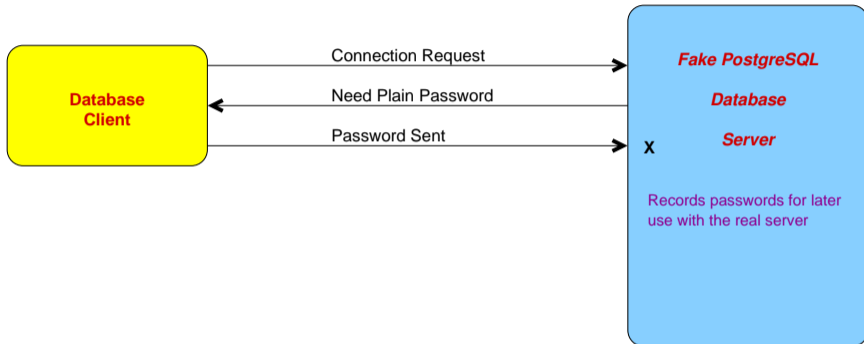 Connection Request
Need Plain Password
Password Sent
Database
Client
Fake PostgreSQL
Database
Server
X
Records passwords for later
use with the real server